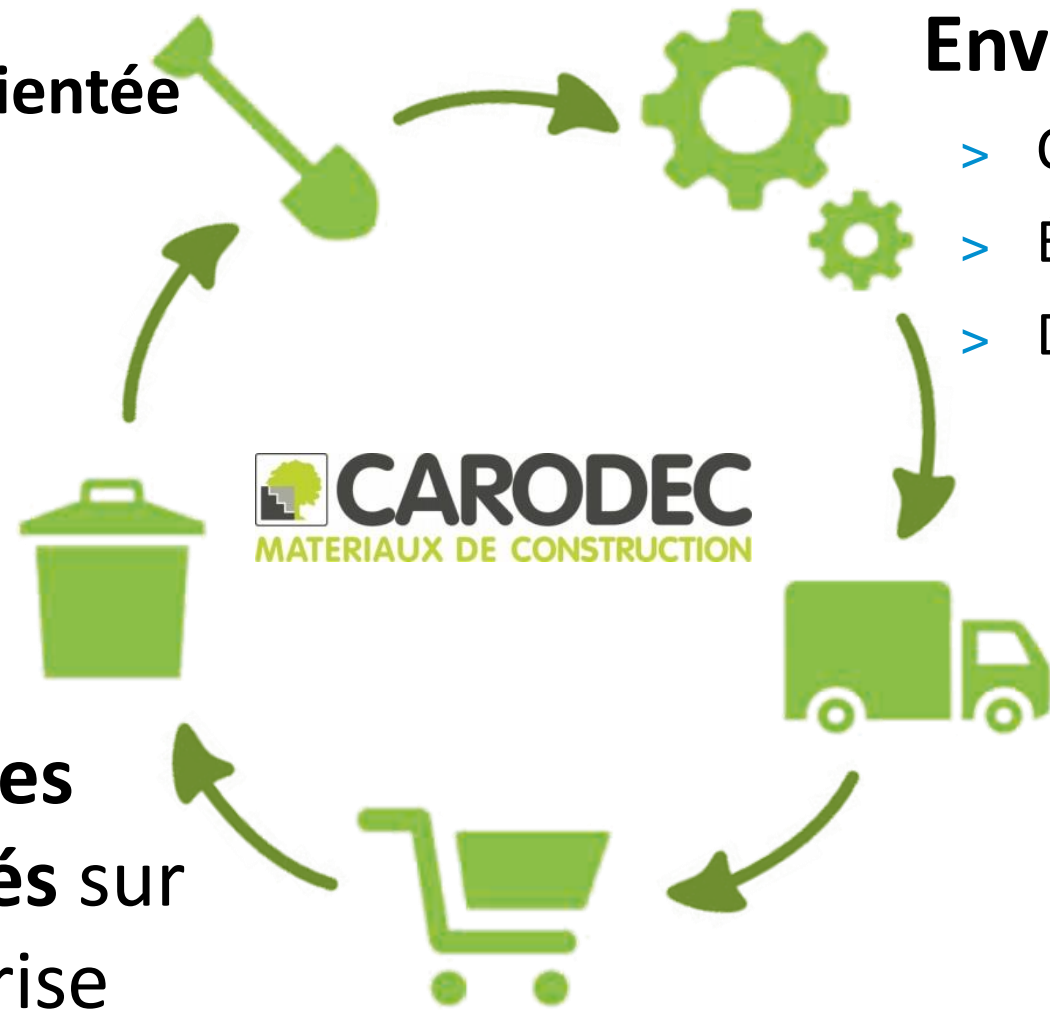 Env
ientée
>
>
>
CARODEC
MATERIAUX DE CONSTRUCTION
es
és sur
rise